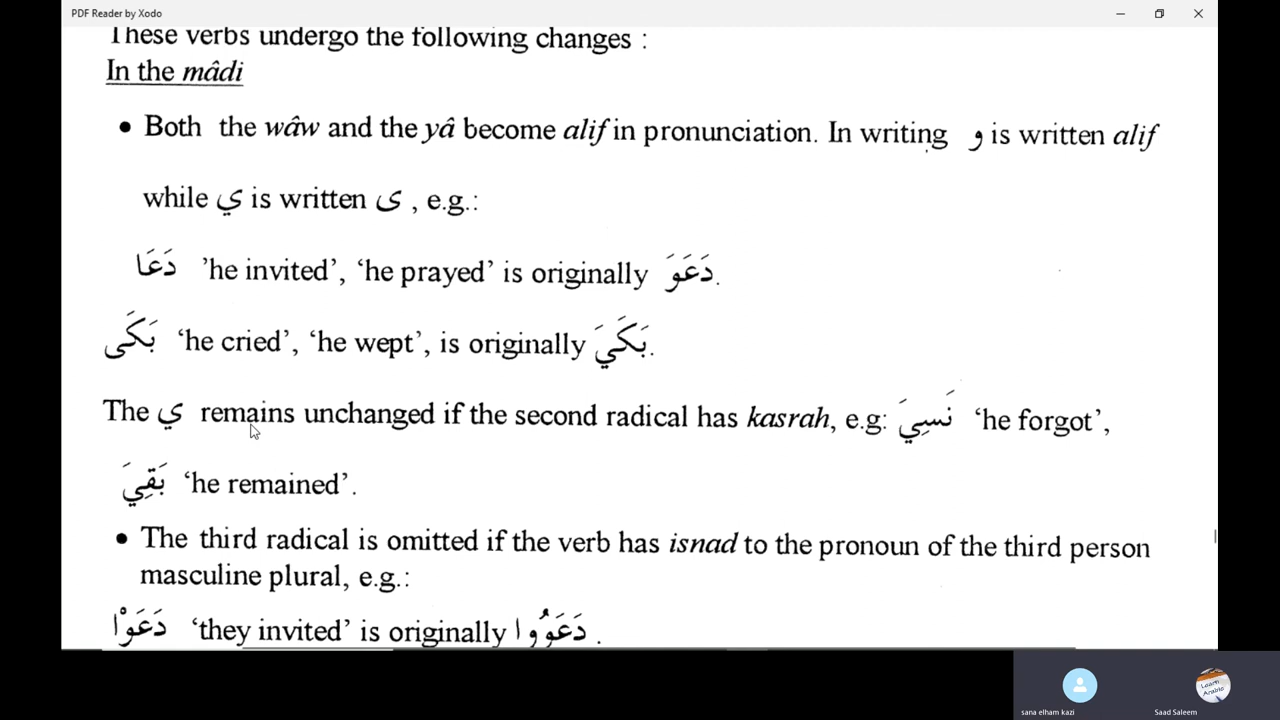 PDF Reader by Xodo
These verbs undergo the following changes :
In the mâdi
• Both the wâw and the yâ become alif in pronunciation. In writing و is written alif
while ي is written ى , e.g.:
دَعَا ’he invited’, ‘he prayed’ is originally دَعَوَ.
بَكَى ‘he cried’, ‘he wept’, is originally بَكَيَ.
The ي remains unchanged if the second radical has kasrah, e.g: نَسِيَ ‘he forgot’,
بَقِيَ ‘he remained’.
• The third radical is omitted if the verb has isnad to the pronoun of the third person
masculine plural, e.g.:
دَعَوْا ‘they invited’ is originally دَعَوُوا .
Learn Arabic
sana elham kazi
Saad Saleem